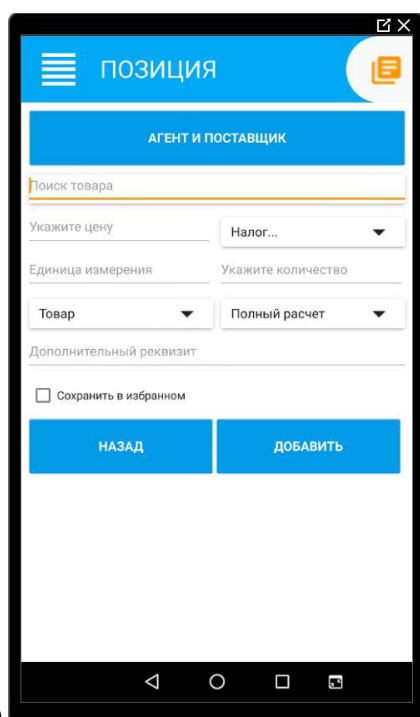 ПОЗИЦИЯ
АГЕНТ И ПОСТАВЩИК
Поиск товара
Укажите цену
Налог...
Единица измерения
Укажите количество
Товар
Полный расчет
Дополнительный реквизит
Сохранить в избранном
НАЗАД
ДОБАВИТЬ